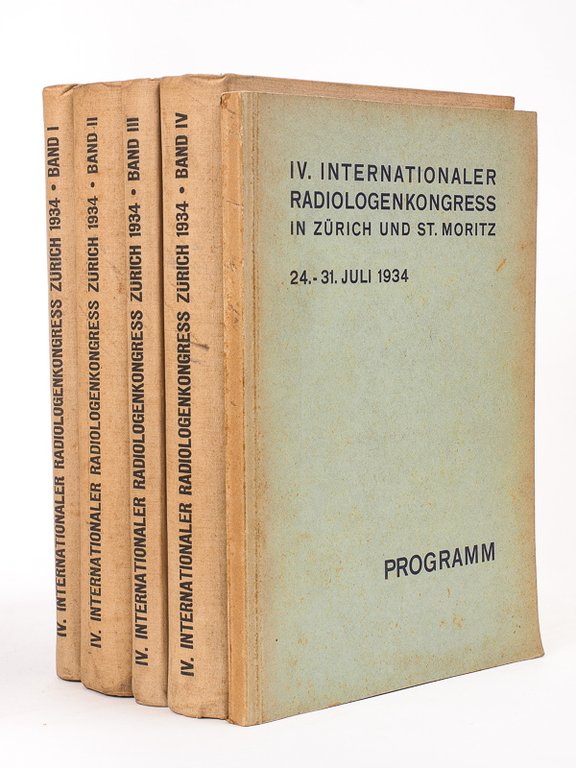 IV. INTERNATIONALER RADIOLOGENKONGRESS ZÜRICH 1934 • BAND I
IV. INTERNATIONALER RADIOLOGENKONGRESS ZÜRICH 1934 • BAND II
IV. INTERNATIONALER RADIOLOGENKONGRESS ZÜRICH 1934 • BAND III
IV. INTERNATIONALER RADIOLOGENKONGRESS ZÜRICH 1934 • BAND IV
IV. INTERNATIONALER
RADIOLOGENKONGRESS
IN ZÜRICH UND ST. MORITZ
24.-31. JULI 1934
PROGRAMM